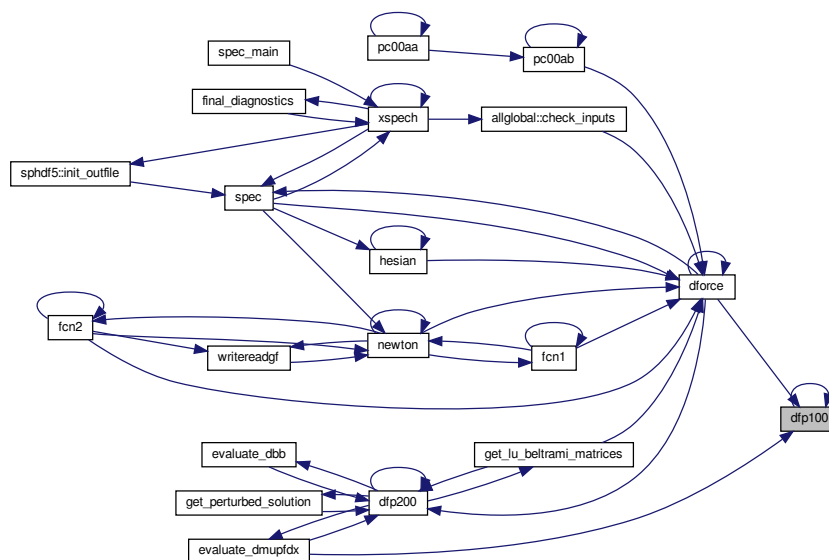 pc00aa
spec_main
pc00ab
final_diagnostics
xspech
allglobal::check_inputs
sphdf5::init_outfile
spec
hesian
dforce
fcn2
newton
writereadgf
fcn1
dfp100
evaluate_dbb
get_lu_beltrami_matrices
get_perturbed_solution
dfp200
evaluate_dmupfdx